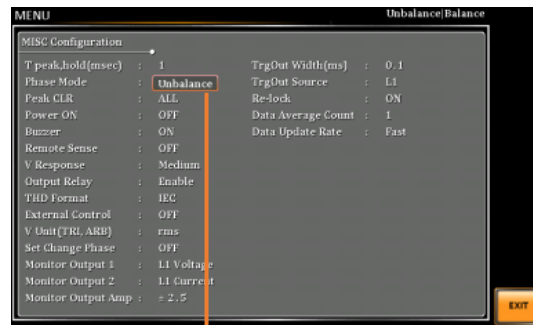 MENU
Unbalance|Balance
MISC Configuration
T peak,hold(msec) : 1
Phase Mode : Unbalance
Peak CLR : ALL
Power ON : OFF
Buzzer : ON
Remote Sense : OFF
V Response : Medium
Output Relay : Enable
THD Format : IEC
External Control : OFF
V Unit(TRI, ARB) : rms
Set Change Phase : OFF
Monitor Output 1 : L1 Voltage
Monitor Output 2 : L1 Current
Monitor Output Amp : ± 2.5
TrgOut Width(ms) : 0.1
TrgOut Source : L1
Re-lock : ON
Data Average Count : 1
Data Update Rate : Fast
EXIT